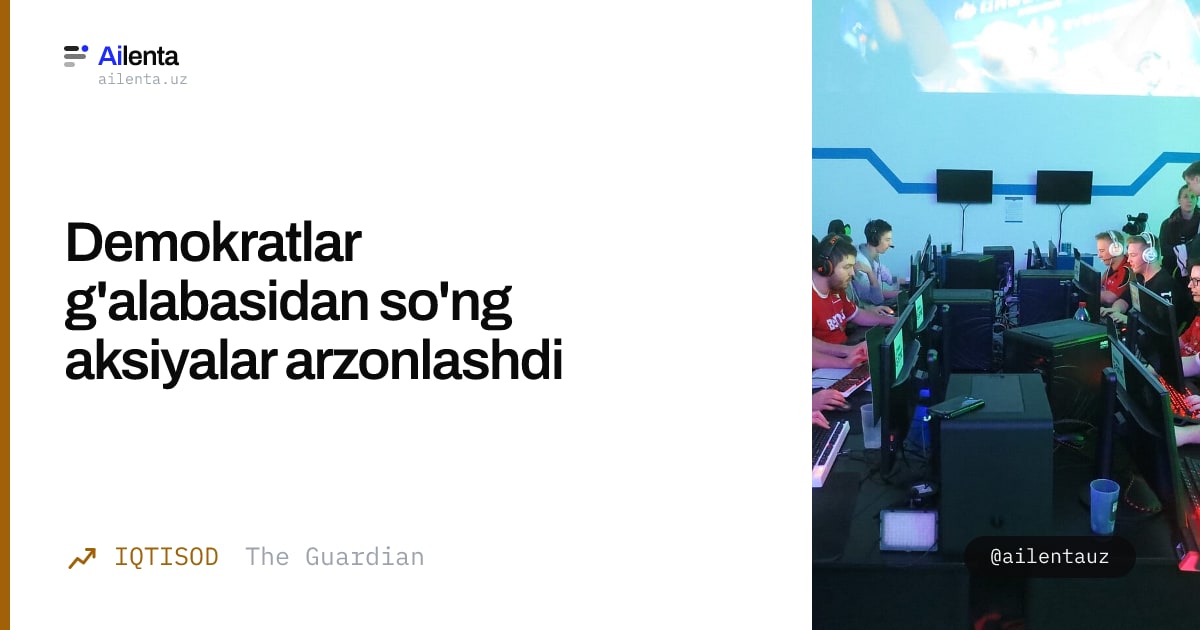 Ailenta
ailenta.uz
Demokratlar
g'alabasidan so'ng
aksiyalar arzonlashdi
IQTISOD The Guardian
@ailentauz